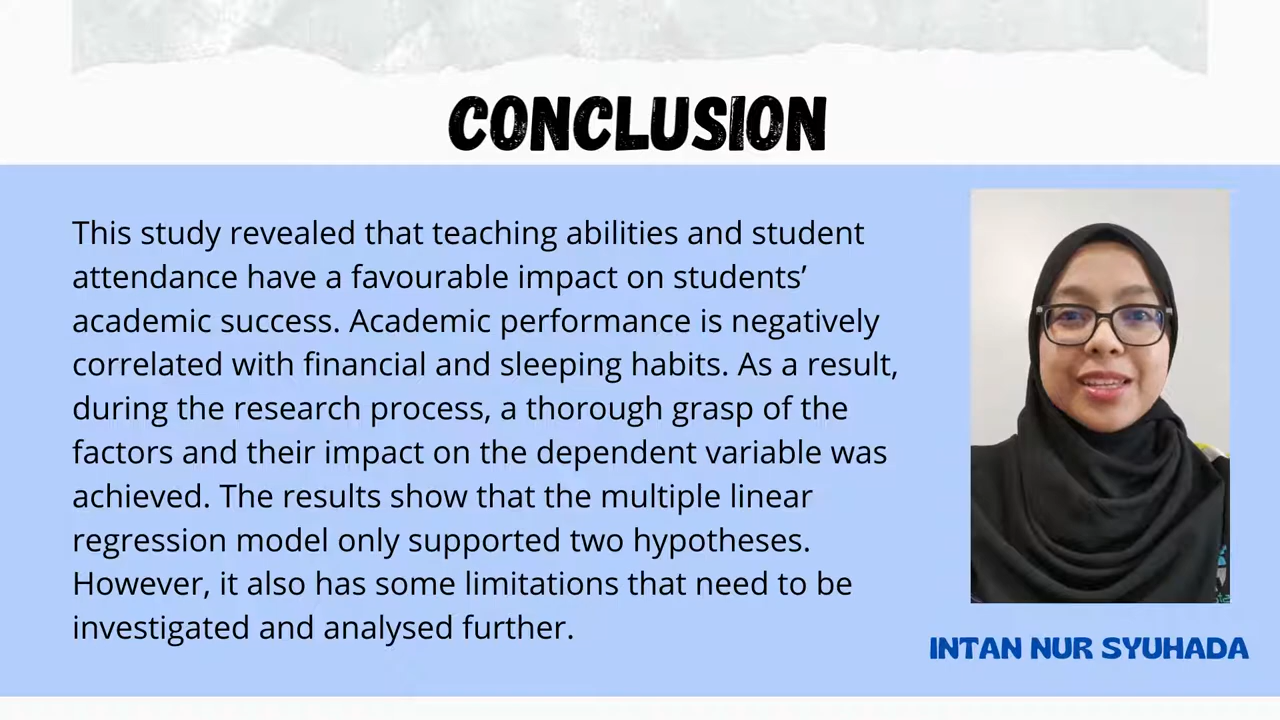 CONCLUSION
This study revealed that teaching abilities and student
attendance have a favourable impact on students’
academic success. Academic performance is negatively
correlated with financial and sleeping habits. As a result,
during the research process, a thorough grasp of the
factors and their impact on the dependent variable was
achieved. The results show that the multiple linear
regression model only supported two hypotheses.
However, it also has some limitations that need to be
investigated and analysed further.
INTAN NUR SYUHADA